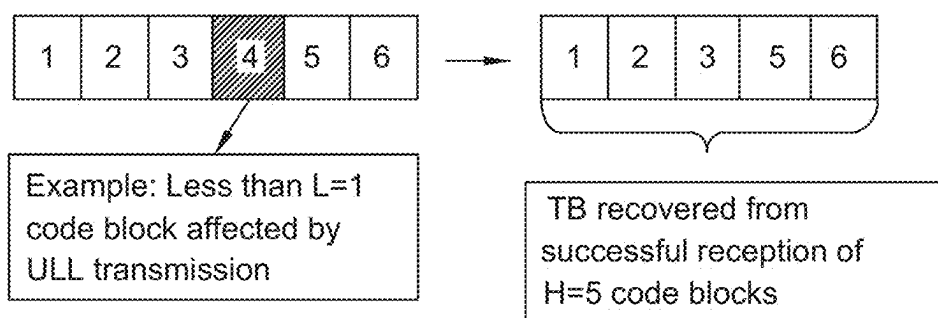 1 2 3 4 5 6
1 2 3 5 6
Example: Less than L=1
code block affected by
ULL transmission
TB recovered from
successful reception of
H=5 code blocks